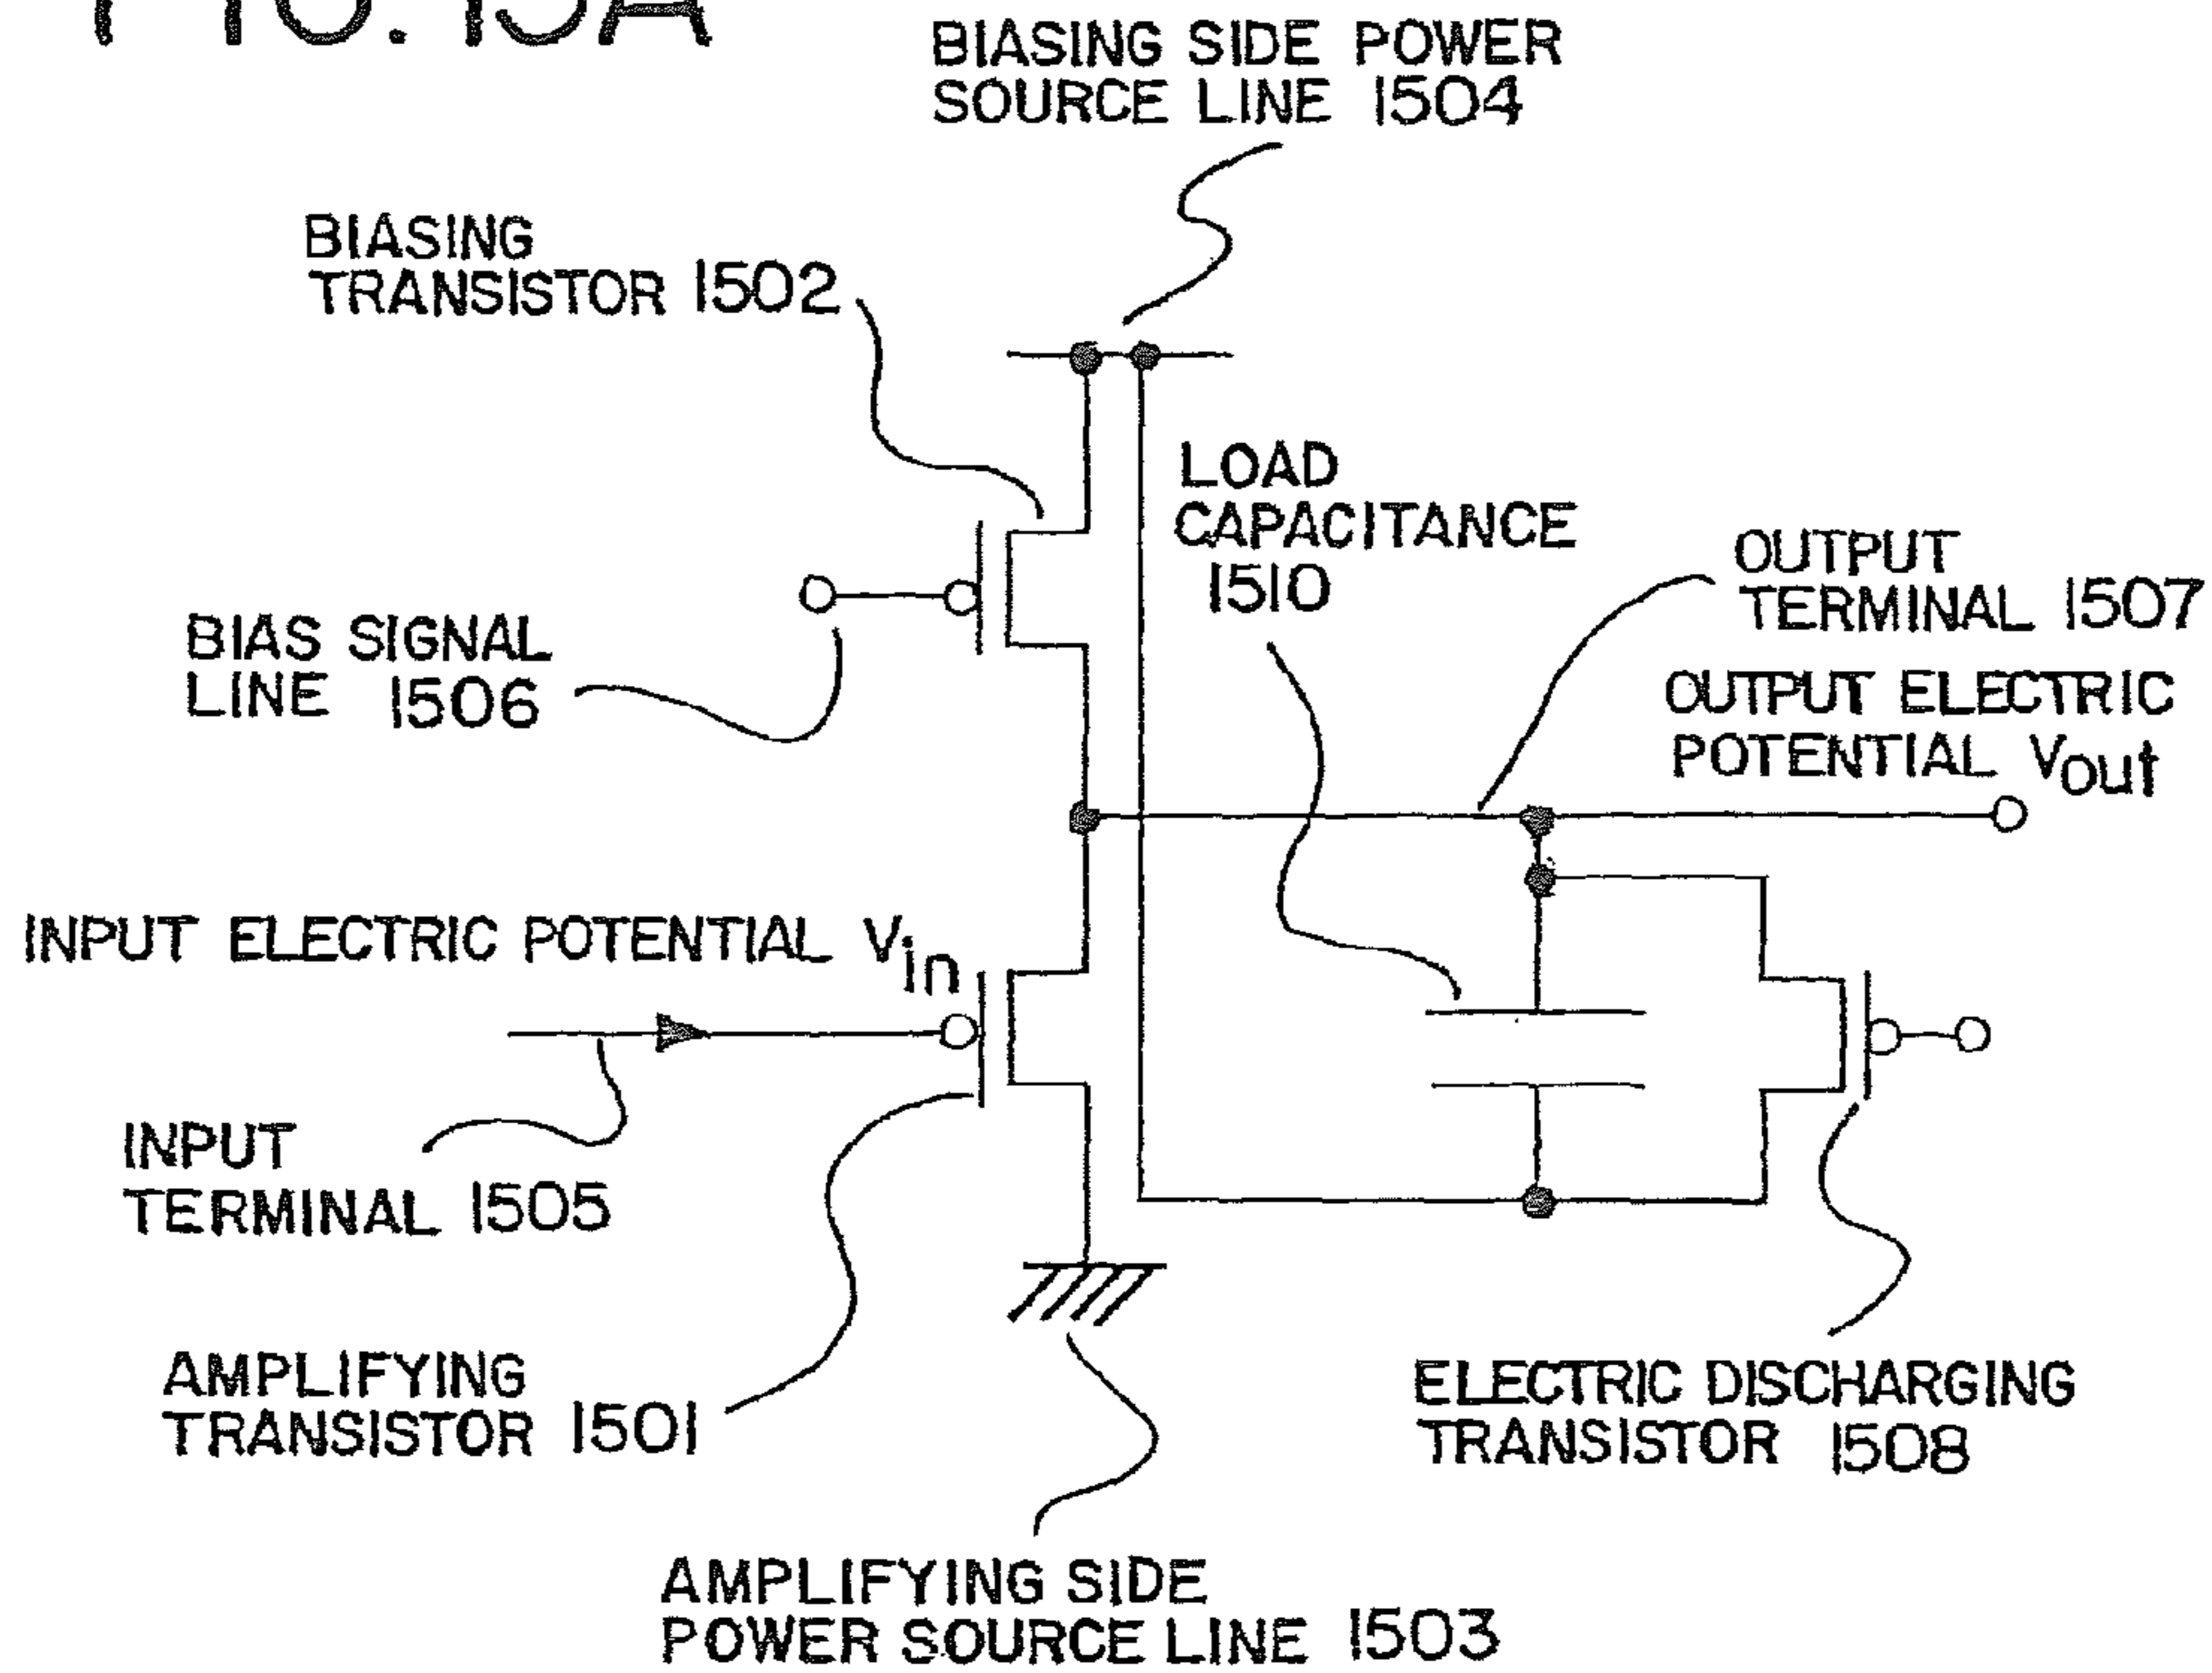 FIG. 15A
BIASING SIDE POWER
SOURCE LINE 1504
BIASING
TRANSISTOR 1502
LOAD
CAPACITANCE
1510
OUTPUT
TERMINAL 1507
BIAS SIGNAL
LINE 1506
OUTPUT ELECTRIC
POTENTIAL Vout
INPUT ELECTRIC POTENTIAL Vin
INPUT
TERMINAL 1505
AMPLIFYING
TRANSISTOR 1501
ELECTRIC DISCHARGING
TRANSISTOR 1508
AMPLIFYING SIDE
POWER SOURCE LINE 1503